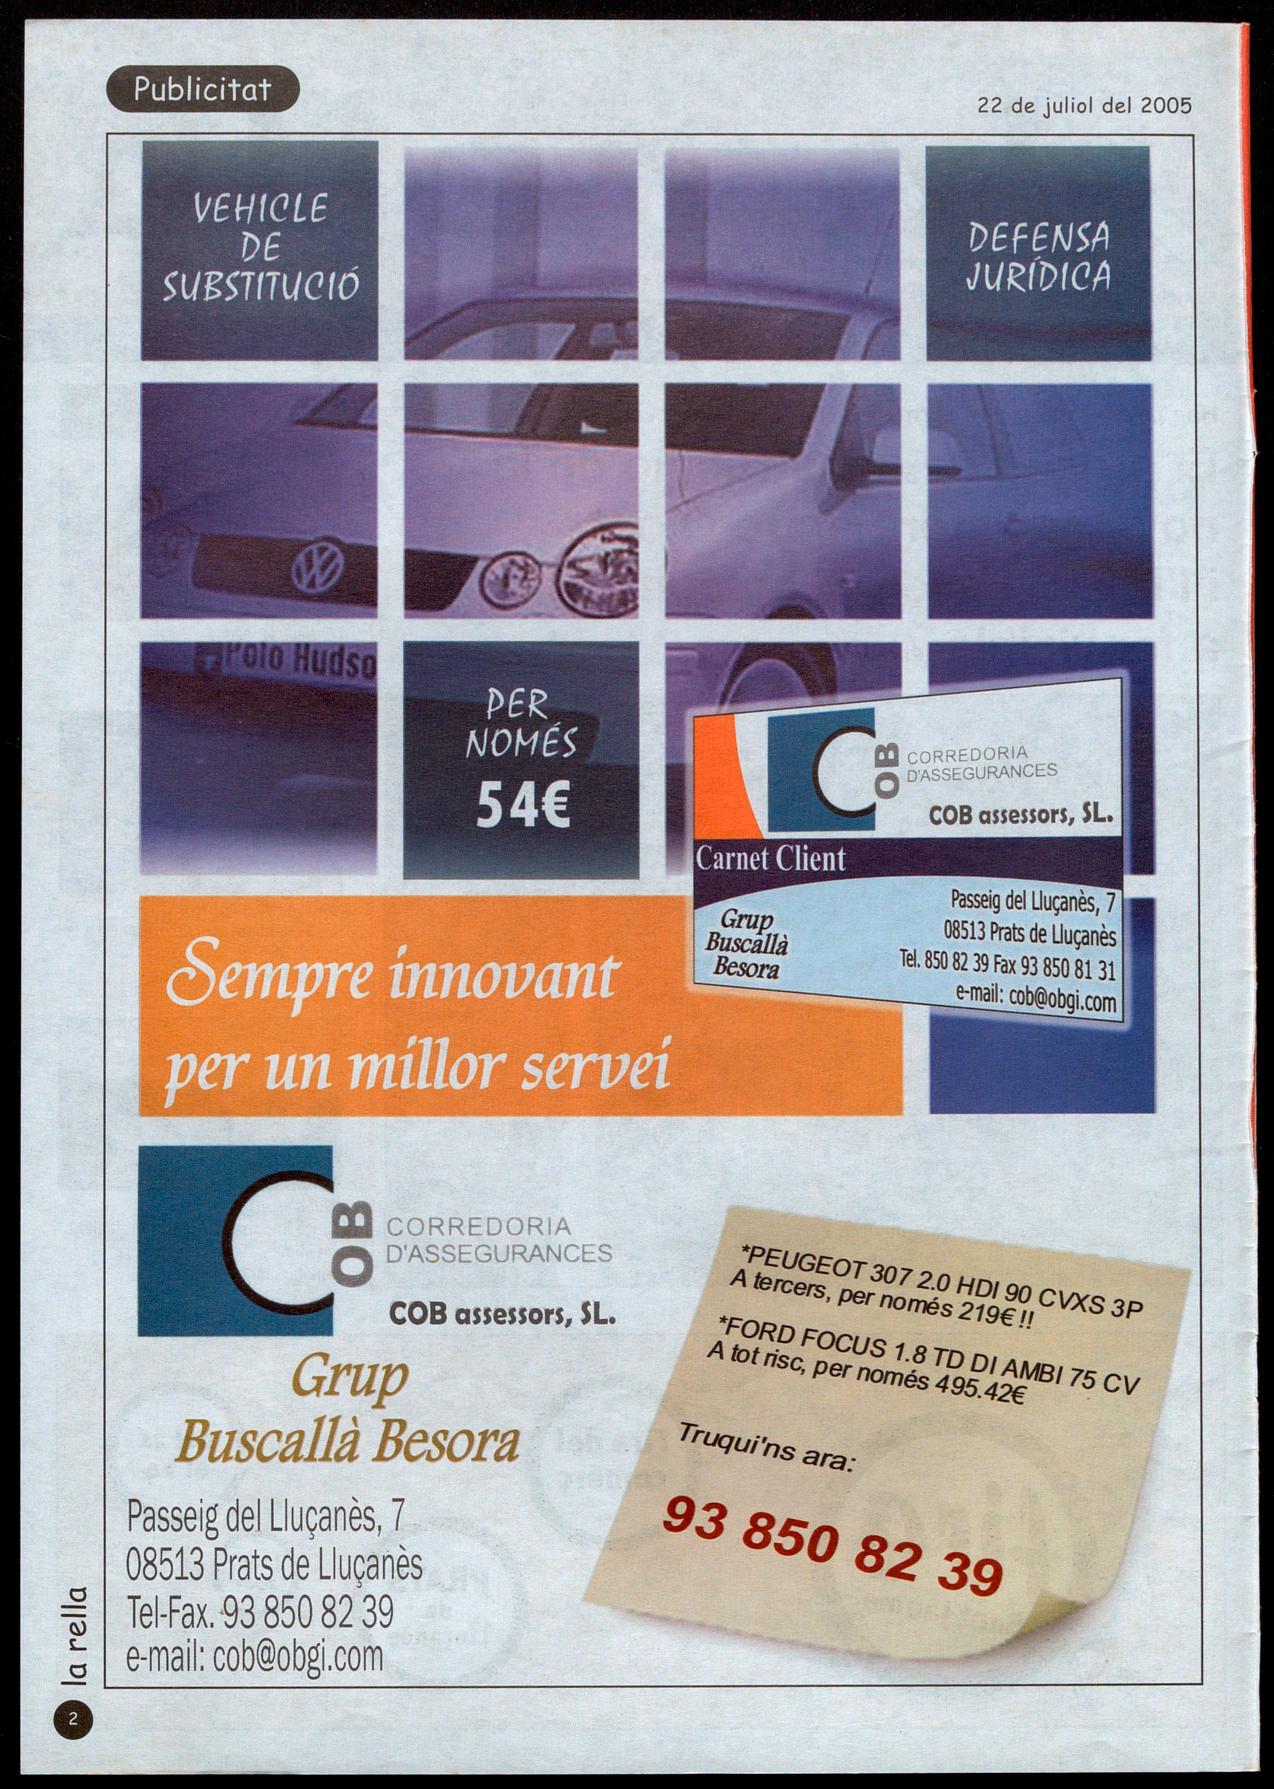 Publicitat
22 de juliol del 2005
VEHICLE
DE
SUBSTITUCIÓ
DEFENSA
JURÍDICA
Polo Hudso
PER
NOMÉS
54€
COB
CORREDORIA
D'ASSEGURANCES
COB assessors, SL.
Carnet Client
Grup
Buscallà
Besora
Passeig del Lluçanès, 7
08513 Prats de Lluçanès
Tel. 850 82 39 Fax 93 850 81 31
e-mail: cob@obgi.com
Sempre innovant
per un millor servei
COB
CORREDORIA
D'ASSEGURANCES
COB assessors, SL.
Grup
Buscallà Besora
Passeig del Lluçanès, 7
08513 Prats de Lluçanès
Tel-Fax. 93 850 82 39
e-mail: cob@obgi.com
*PEUGEOT 307 2.0 HDI 90 CVXS 3P
A tercers, per només 219€ !!
*FORD FOCUS 1.8 TD DI AMBI 75 CV
A tot risc, per només 495.42€
Truqui'ns ara:
93 850 82 39
la rella
2